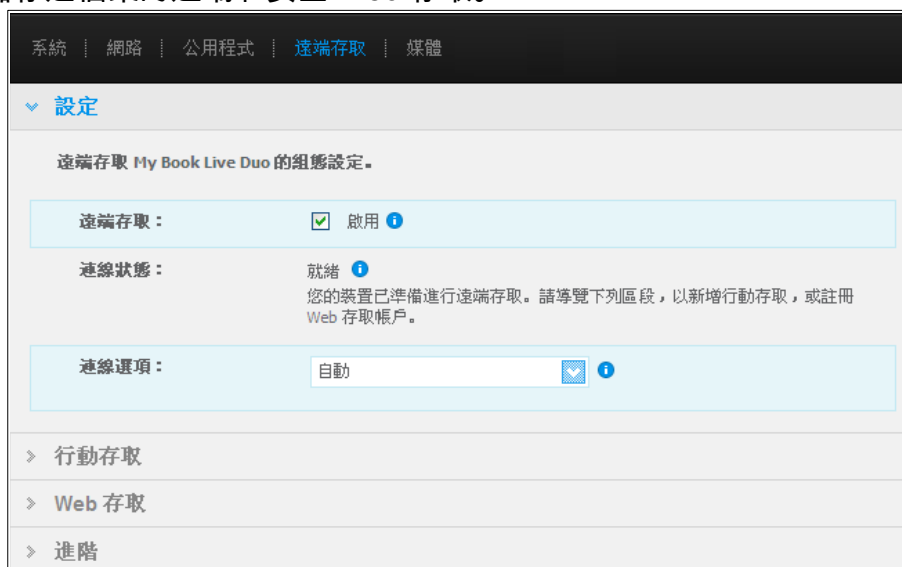 系統 ┊ 網路 ┊ 公用程式 ┊ 遠端存取 ┊ 媒體
設定
遠端存取 My Book Live Duo 的組態設定。
遠端存取： 啟用
連線狀態： 就緒
您的裝置已準備進行遠端存取。請導覽下列區段，以新增行動存取，或註冊
Web 存取帳戶。
連線選項： 自動
行動存取
Web 存取
進階